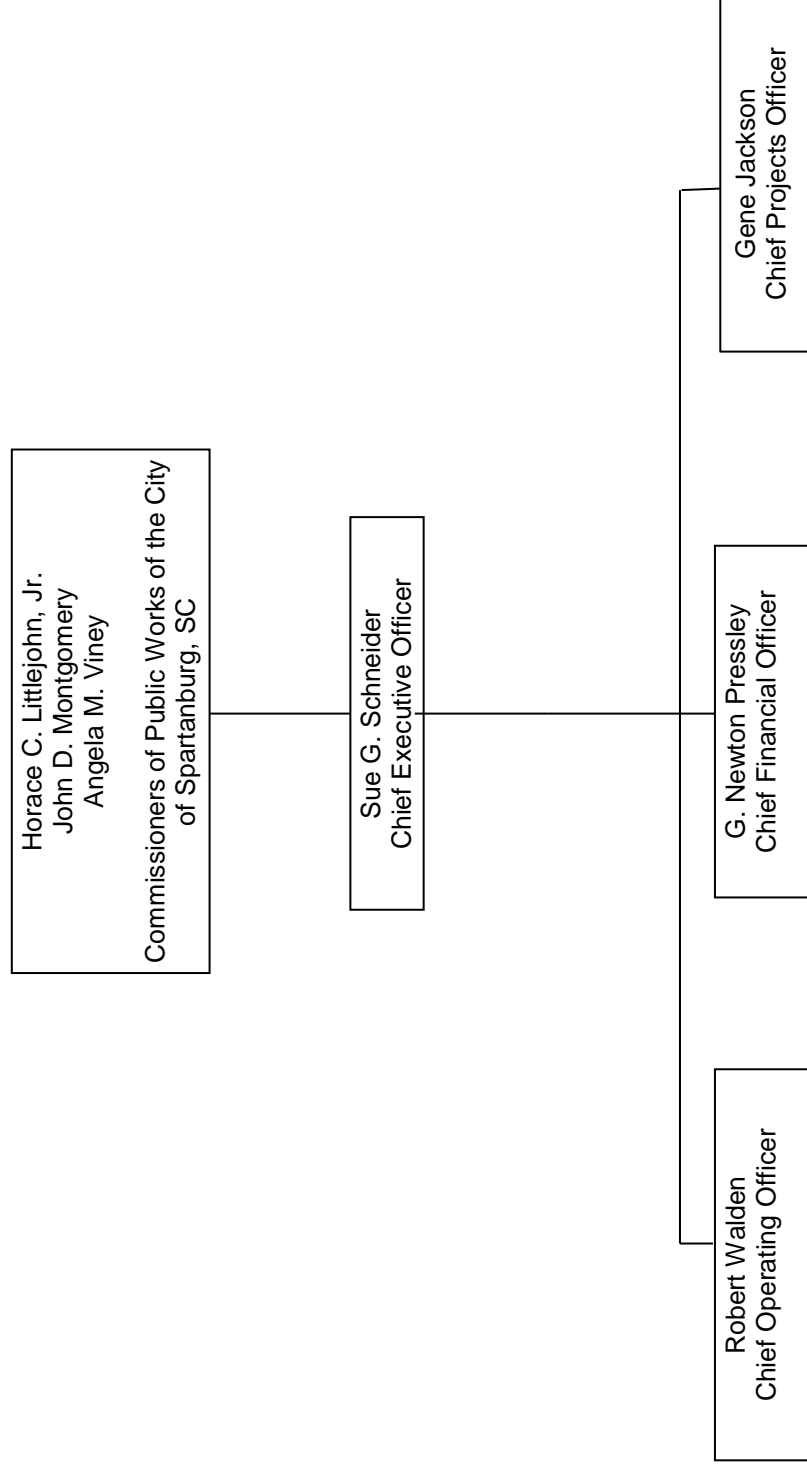 Horace C. Littlejohn, Jr.
John D. Montgomery
Angela M. Viney
Commissioners of Public Works of the City
of Spartanburg, SC
Sue G. Schneider
Chief Executive Officer
Robert Walden
Chief Operating Officer
G. Newton Pressley
Chief Financial Officer
Gene Jackson
Chief Projects Officer